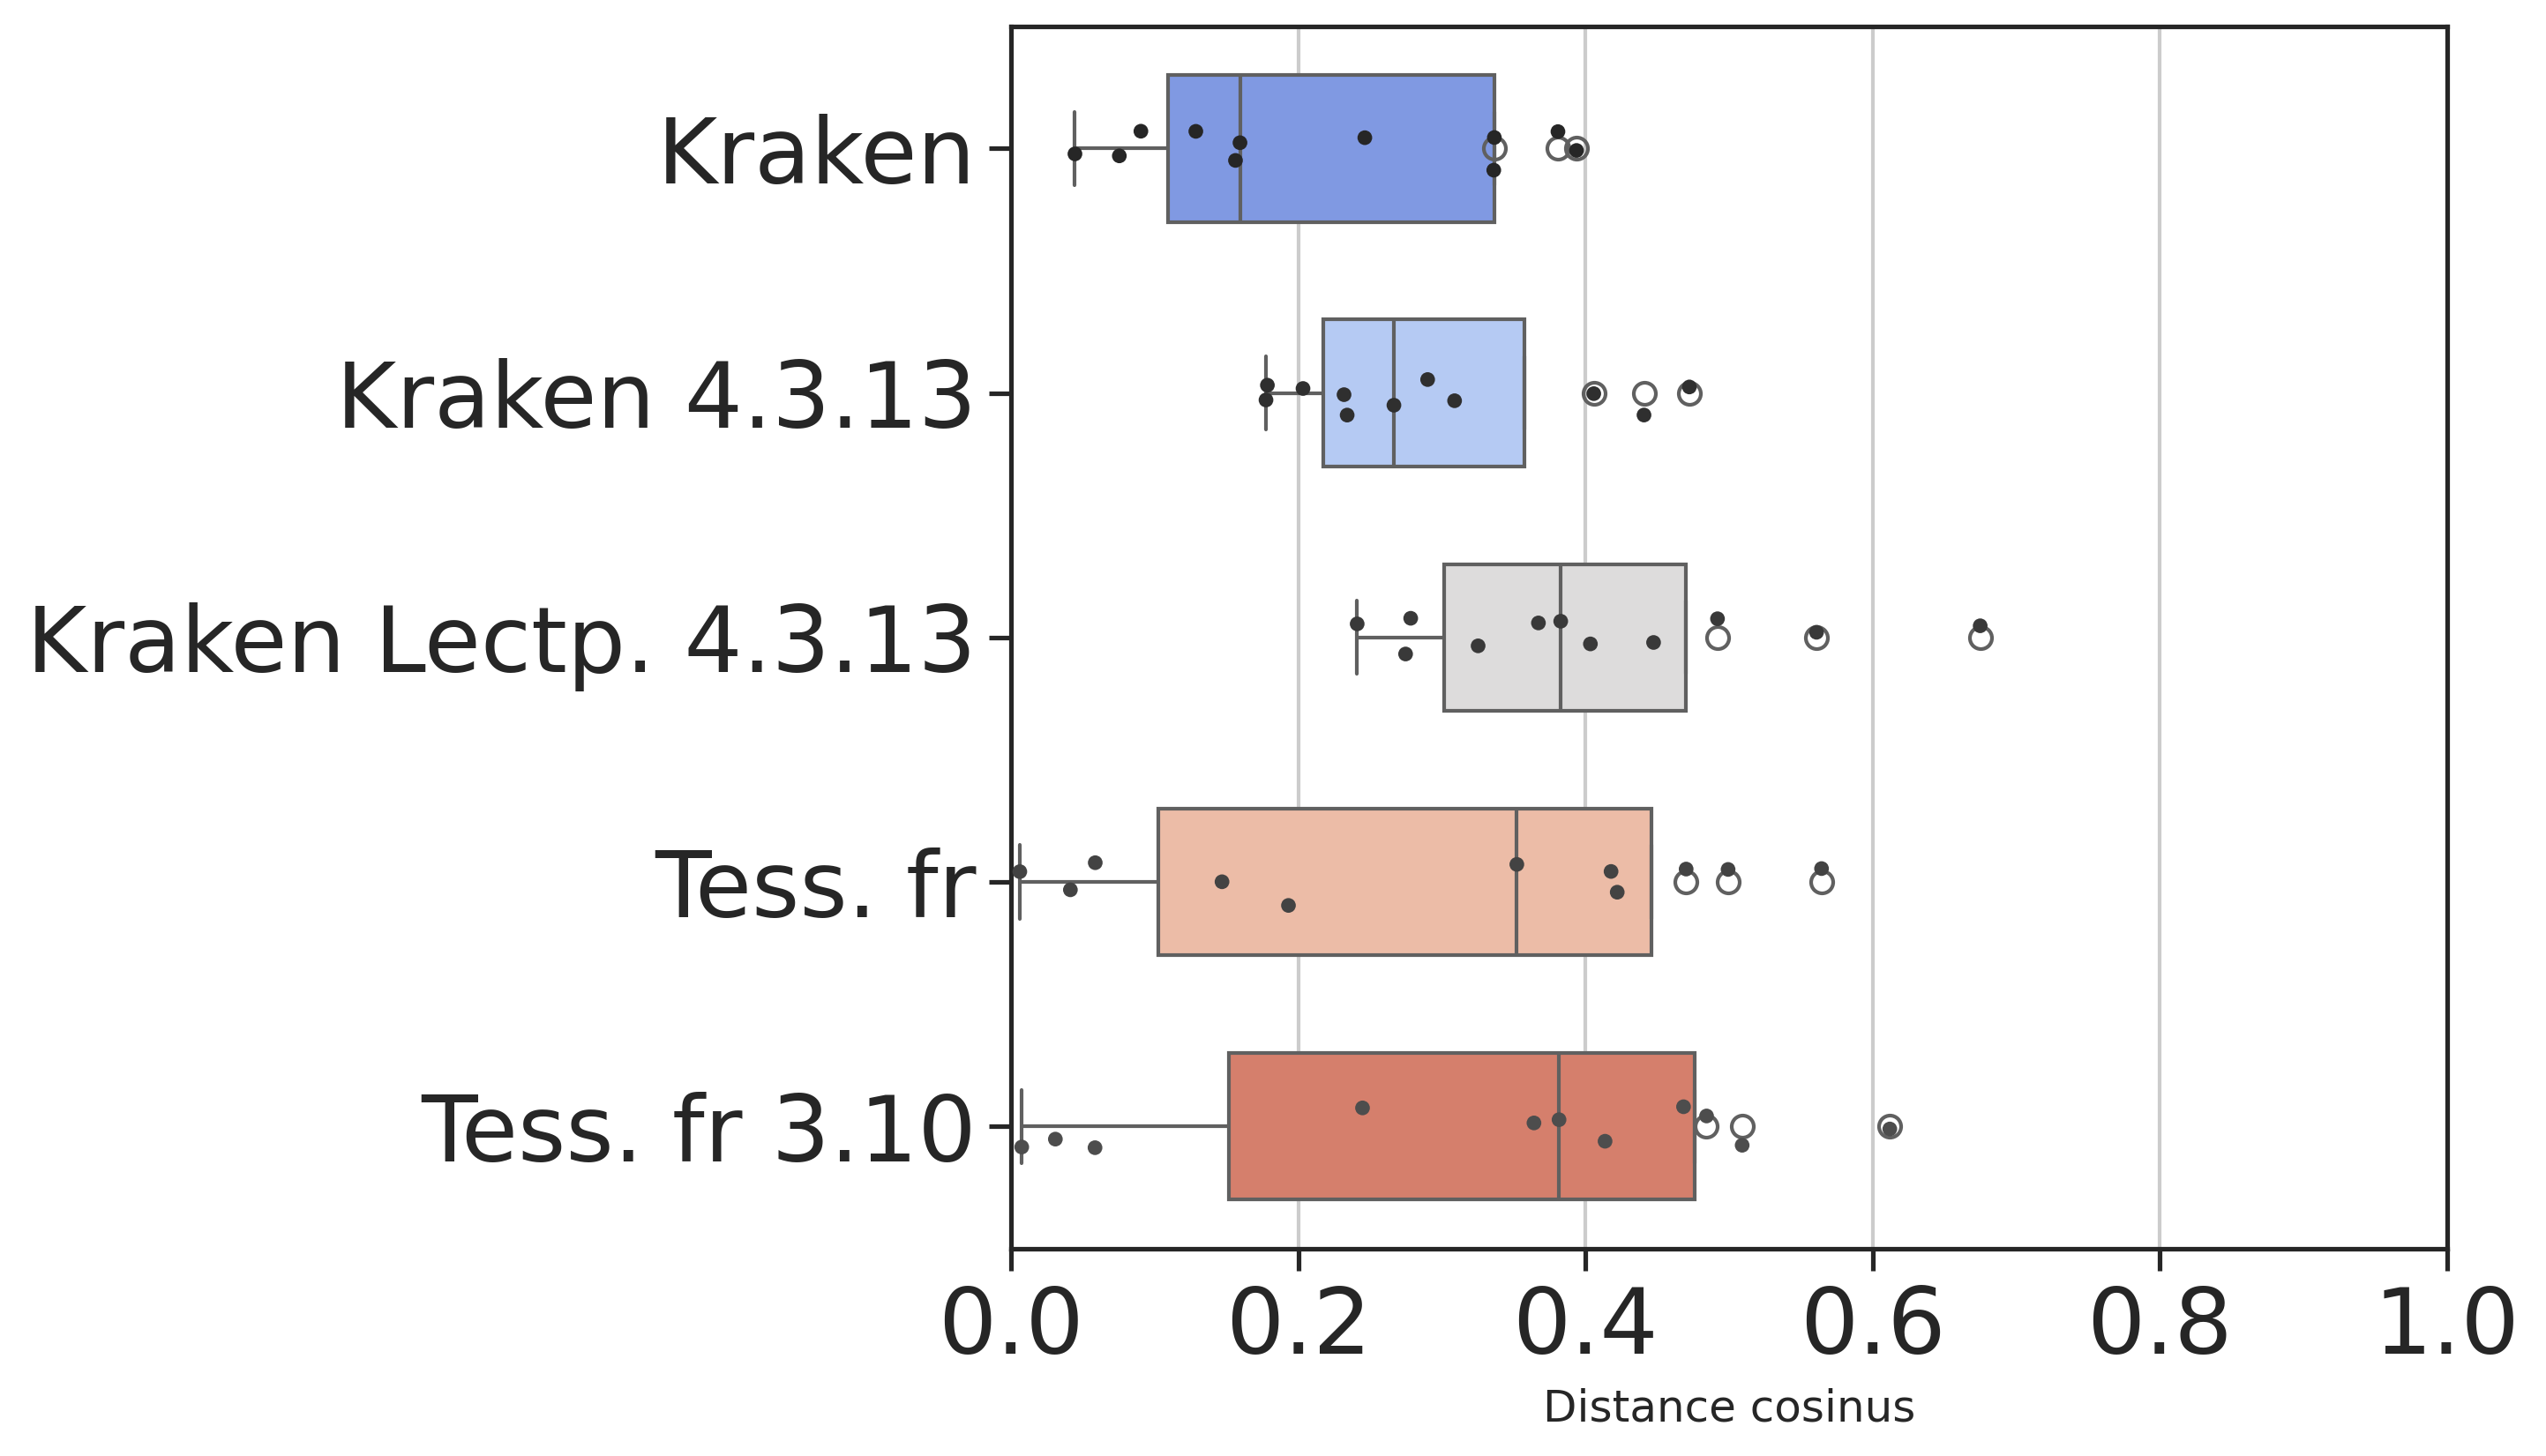 Kraken
Kraken 4.3.13
Kraken Lectp. 4.3.13
Tess. fr
Tess. fr 3.10
0.0 0.2 0.4 0.6 0.8 1.0
Distance cosinus